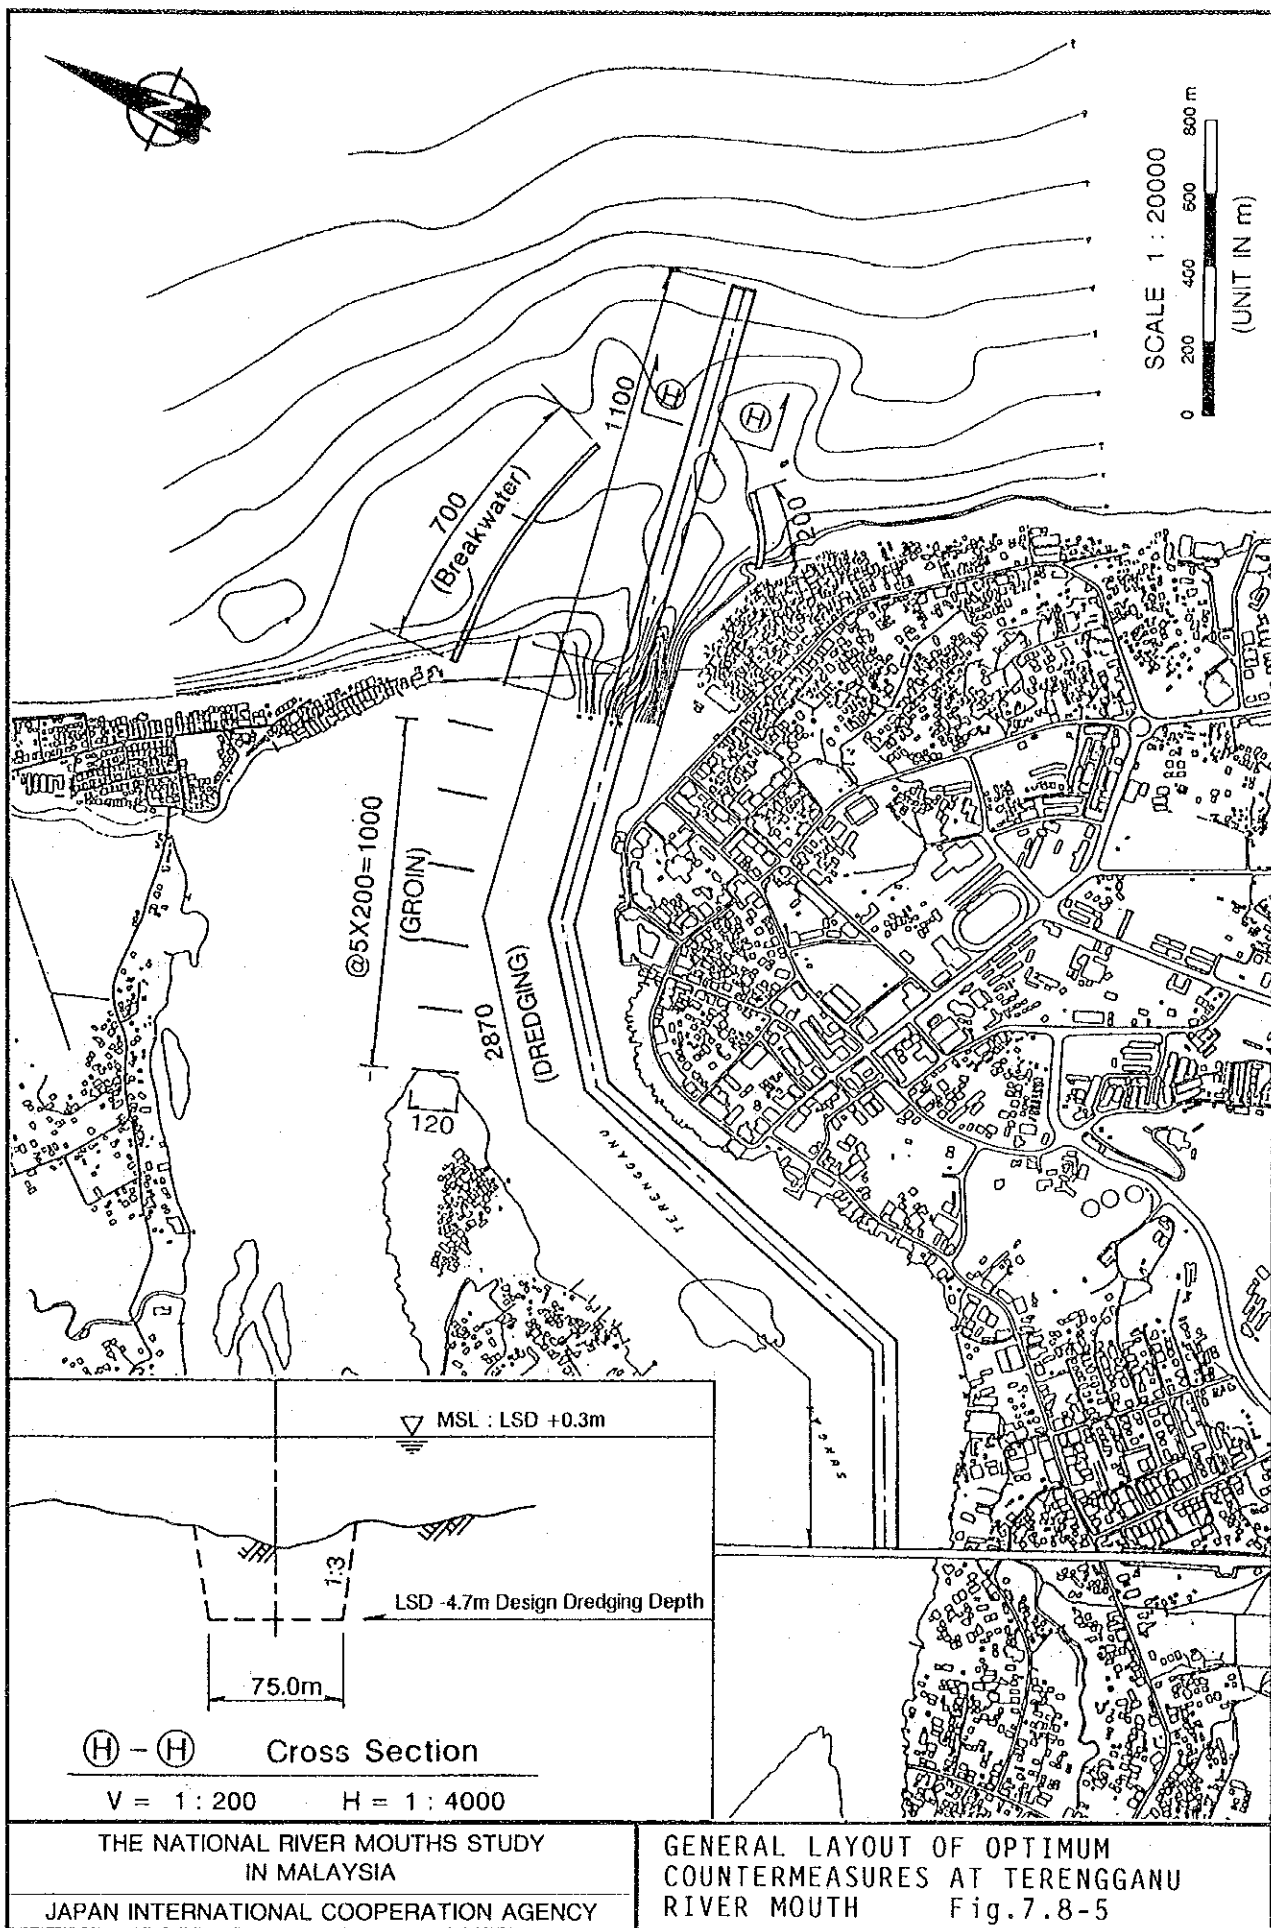 N
SCALE 1 : 20000
0 200 400 600 800 m
(UNIT IN m)
1100
H
H
700
(Breakwater)
200
@5X200=1000
(GROIN)
2870
(DREDGING)
120
TERENGGANU
MSL : LSD +0.3m
1:3
LSD -4.7m Design Dredging Depth
75.0m
H - H Cross Section
V = 1 : 200 H = 1 : 4000
THE NATIONAL RIVER MOUTHS STUDY
IN MALAYSIA
JAPAN INTERNATIONAL COOPERATION AGENCY
GENERAL LAYOUT OF OPTIMUM
COUNTERMEASURES AT TERENGGANU
RIVER MOUTH Fig.7.8-5